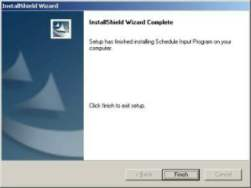 InstallShield Wizard
InstallShield Wizard Complete
Setup has finished installing Schedule Input Program on your
computer.
Click finish to exit setup.
< Back
Finish
Cancel